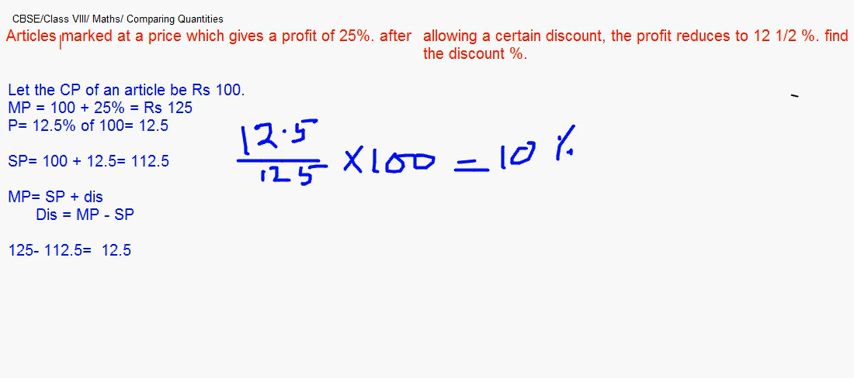 CBSE/Class VIII/ Maths/ Comparing Quantities
Articles marked at a price which gives a profit of 25%. after allowing a certain discount, the profit reduces to 12 1/2 %. find
the discount %.
Let the CP of an article be Rs 100.
MP = 100 + 25% = Rs 125
P= 12.5% of 100= 12.5
SP= 100 + 12.5= 112.5
MP= SP + dis
Dis = MP - SP
125- 112.5= 12.5
12.5
125 × 100 = 10 %